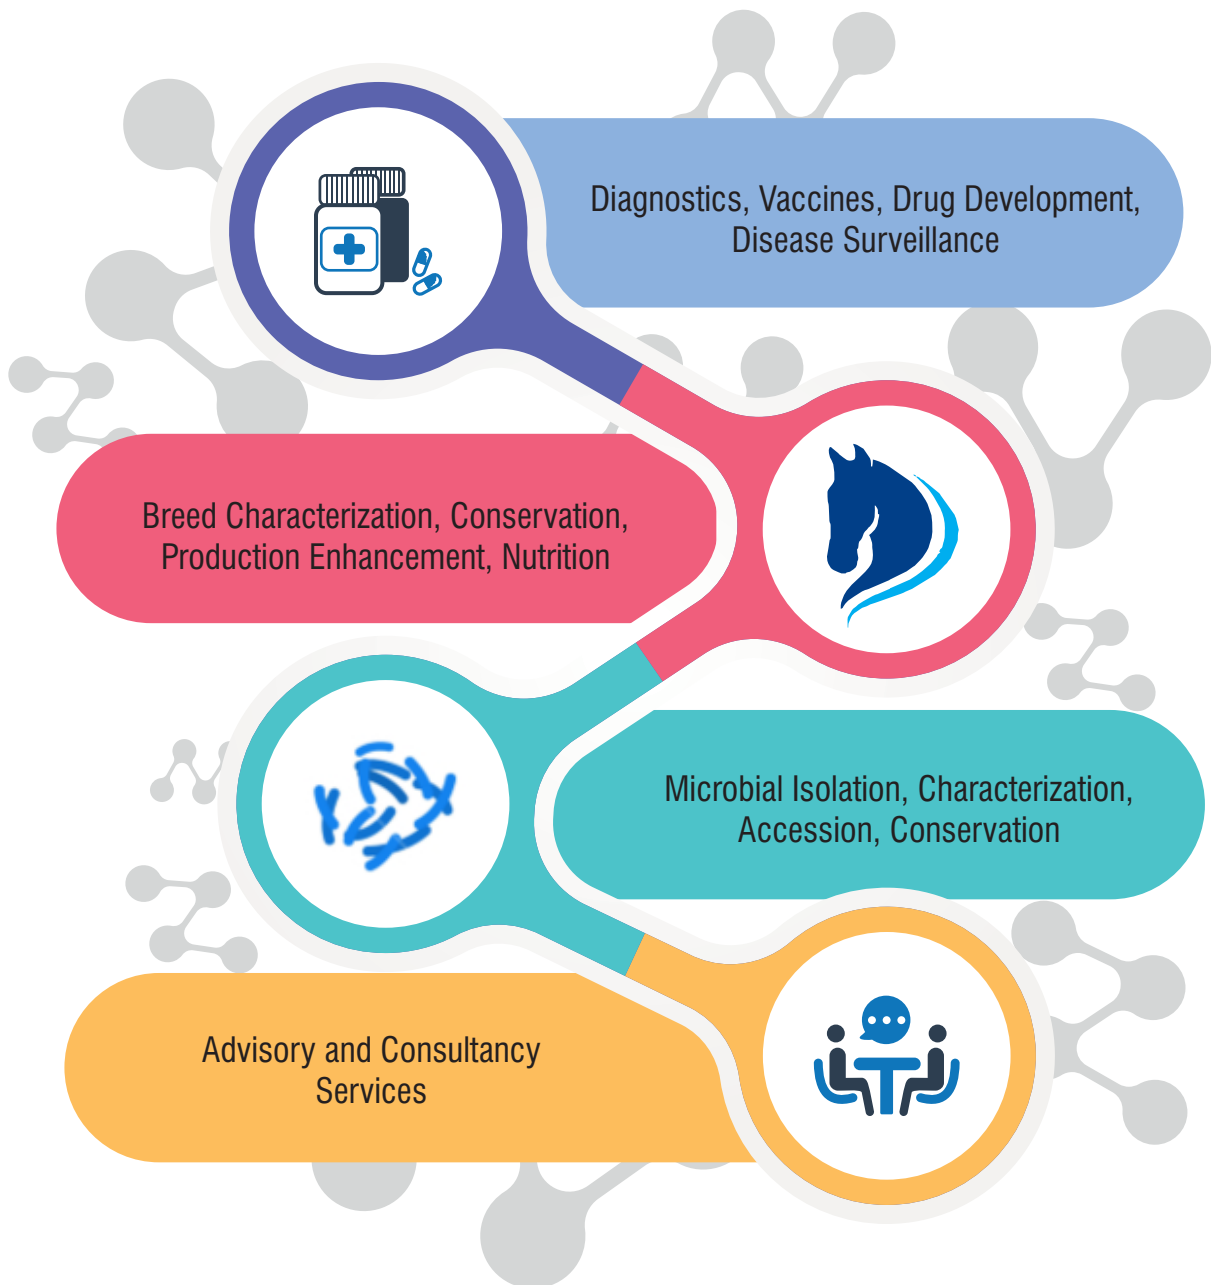 Diagnostics, Vaccines, Drug Development,
Disease Surveillance
Breed Characterization, Conservation,
Production Enhancement, Nutrition
Microbial Isolation, Characterization,
Accession, Conservation
Advisory and Consultancy
Services